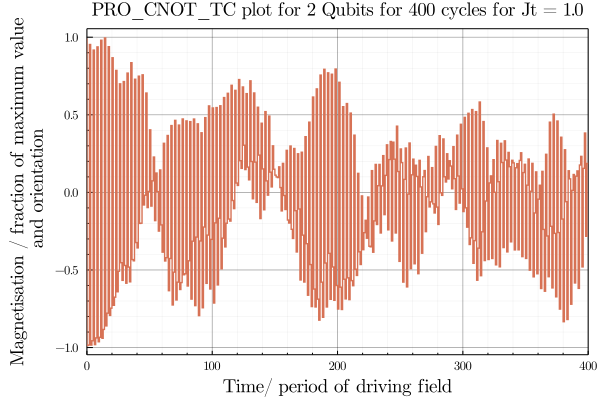 PRO_CNOT_TC plot for 2 Qubits for 400 cycles for Jt = 1.0
Magnetisation / fraction of maximum value
and orientation
1.0
0.5
0.0
−0.5
−1.0
0
100
200
300
400
Time/ period of driving field